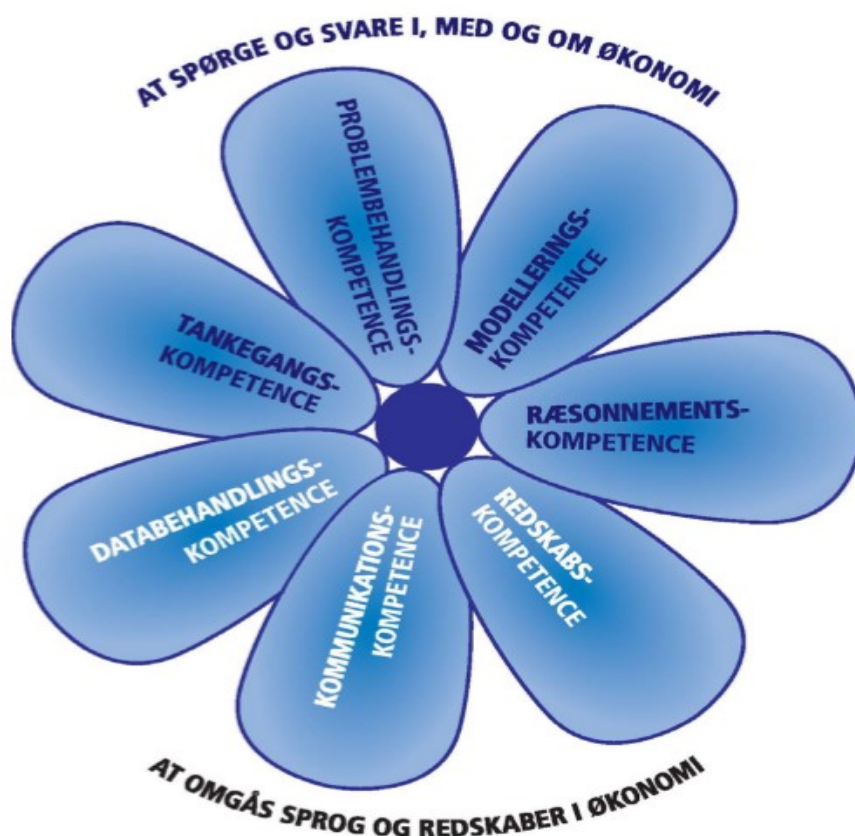 AT SPØRGE OG SVARE I, MED OG OM ØKONOMI
PROBLEMBEHANDLINGS-
KOMPETENCE
MODELLERINGS-
KOMPETENCE
TANKEGANGS-
KOMPETENCE
RÆSONNEMENTS-
KOMPETENCE
DATABEHANDLINGS-
KOMPETENCE
KOMMUNIKATIONS-
KOMPETENCE
REDSKABS-
KOMPETENCE
AT OMGÅS SPROG OG REDSKABER I ØKONOMI